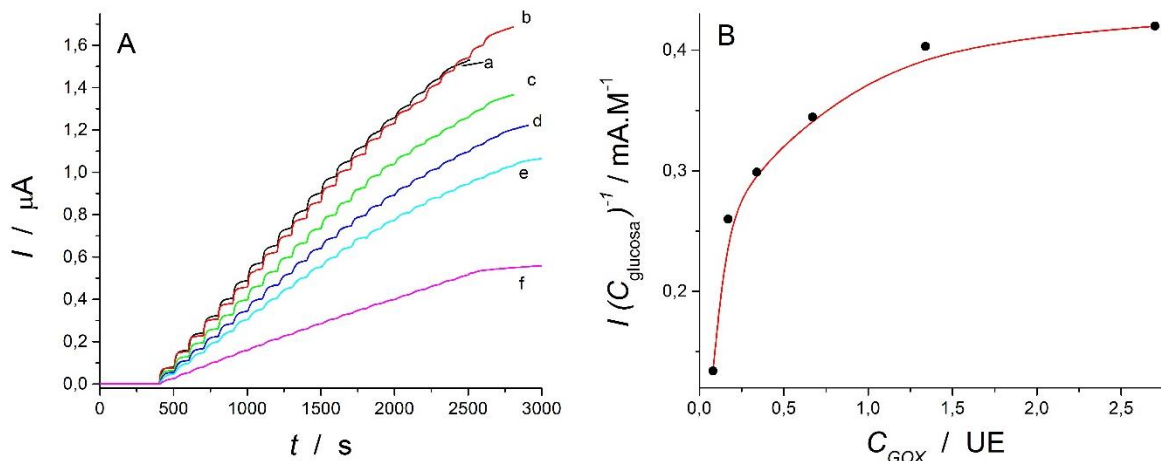 A
I / μA
1,6
1,4
1,2
1,0
0,8
0,6
0,4
0,2
0,0
0
500
1000
1500
2000
2500
3000
t / s
b
a
c
d
e
f
B
I (C_glucosa)^-1 / mA.M^-1
0,4
0,3
0,2
0,0
0,5
1,0
1,5
2,0
2,5
C_GOX / UE